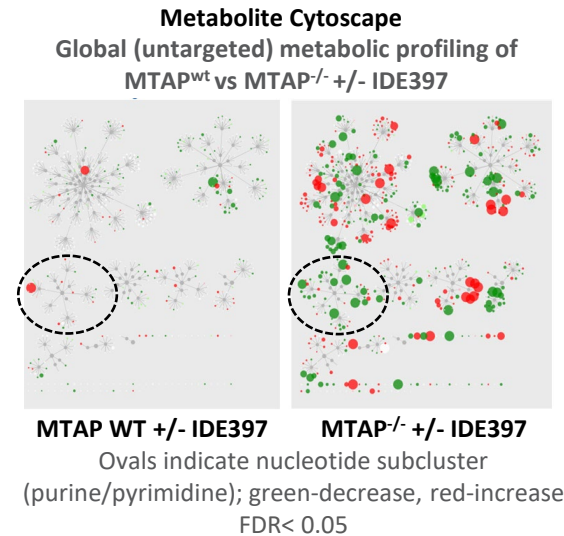 Metabolite Cytoscape
Global (untargeted) metabolic profiling of
MTAPwt vs MTAP-/- +/- IDE397
MTAP WT +/- IDE397
MTAP-/- +/- IDE397
Ovals indicate nucleotide subcluster
(purine/pyrimidine); green-decrease, red-increase
FDR< 0.05